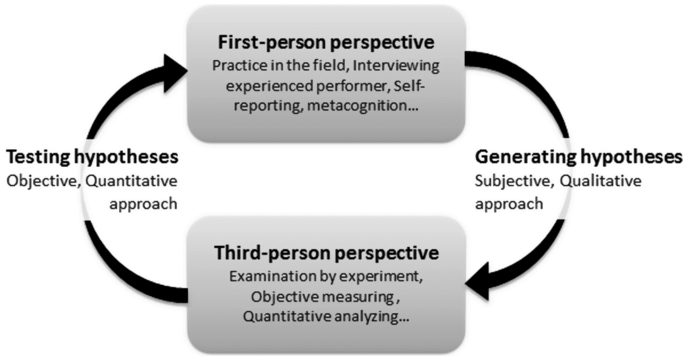 First-person perspective
Practice in the field, Interviewing
experienced performer, Self-
reporting, metacognition...
Testing hypotheses
Objective, Quantitative
approach
Generating hypotheses
Subjective, Qualitative
approach
Third-person perspective
Examination by experiment,
Objective measuring ,
Quantitative analyzing...